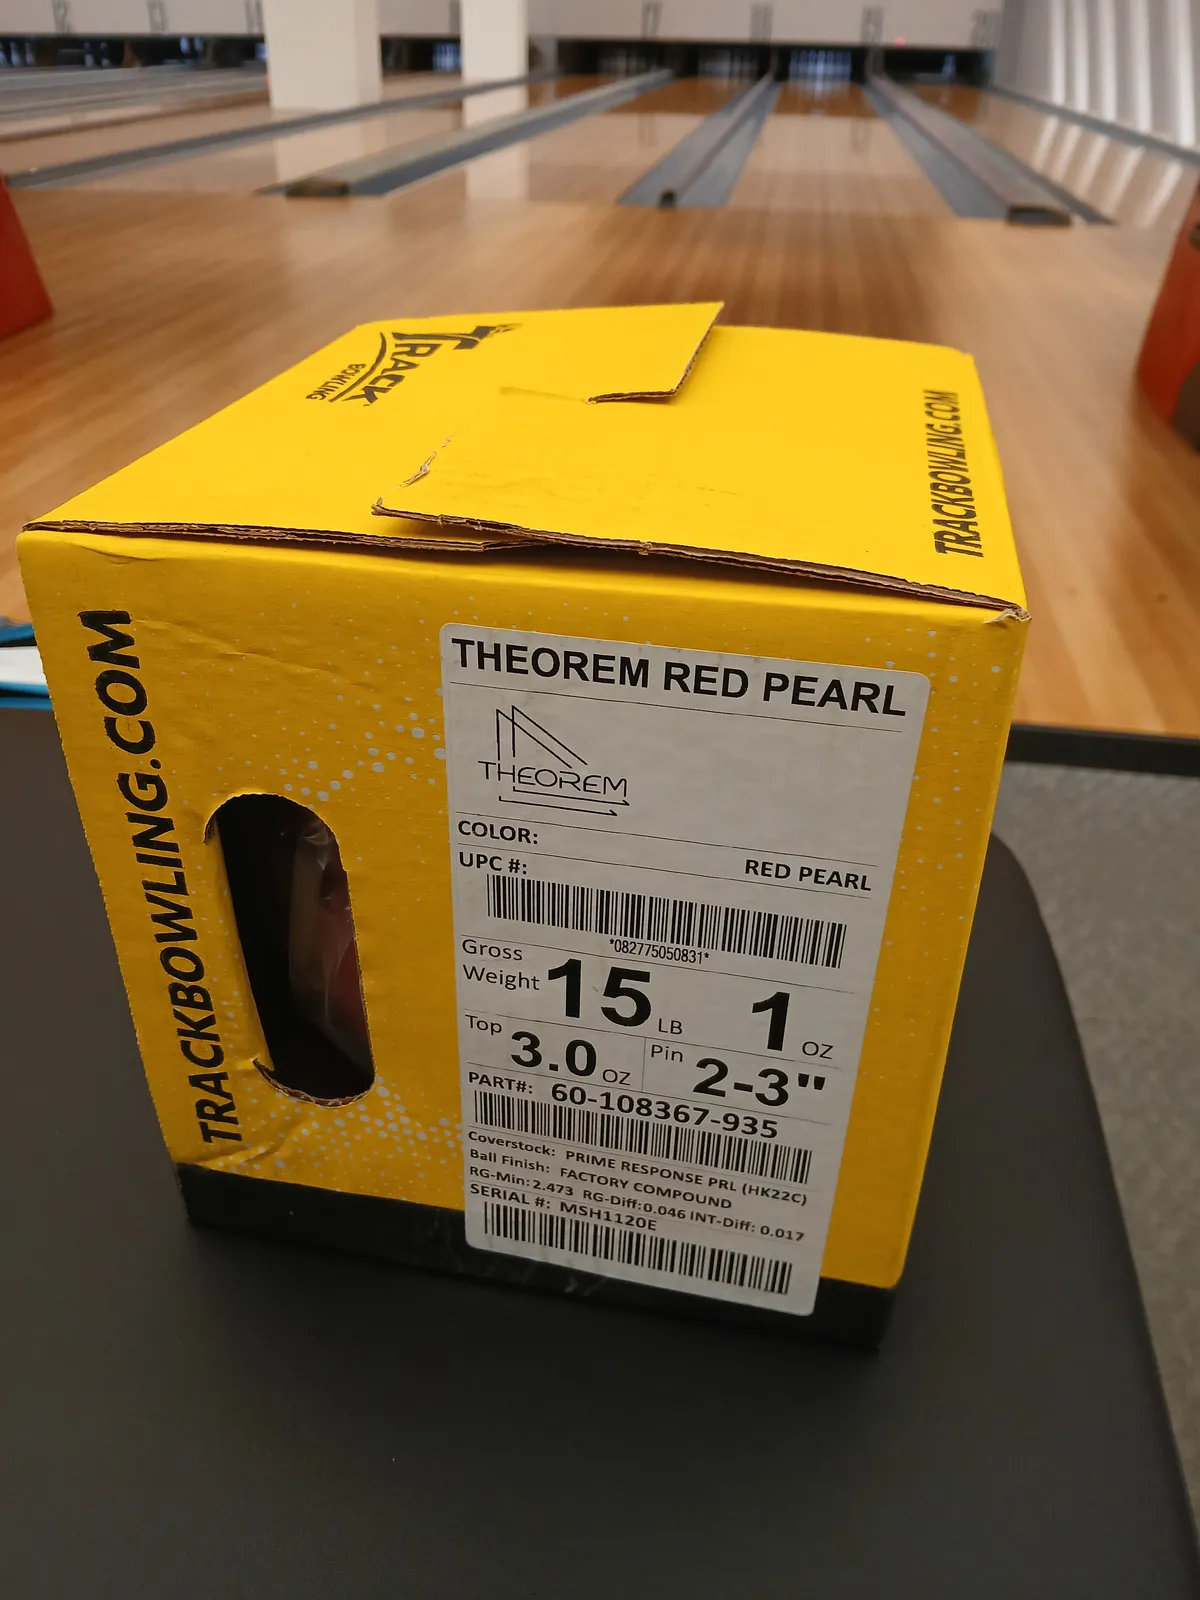 TRACK
BOWLING
TRACKBOWLING.COM
TRACKBOWLING.COM
THEOREM RED PEARL
THEOREM
COLOR:
RED PEARL
UPC #:
*082775050831*
Gross
Weight 15 LB 1 OZ
Top 3.0 OZ Pin 2-3"
PART#: 60-108367-935
Coverstock: PRIME RESPONSE PRL (HK22C)
Ball Finish: FACTORY COMPOUND
RG-Min: 2.473 RG-Diff: 0.046 INT-Diff: 0.017
SERIAL #: MSH1120E